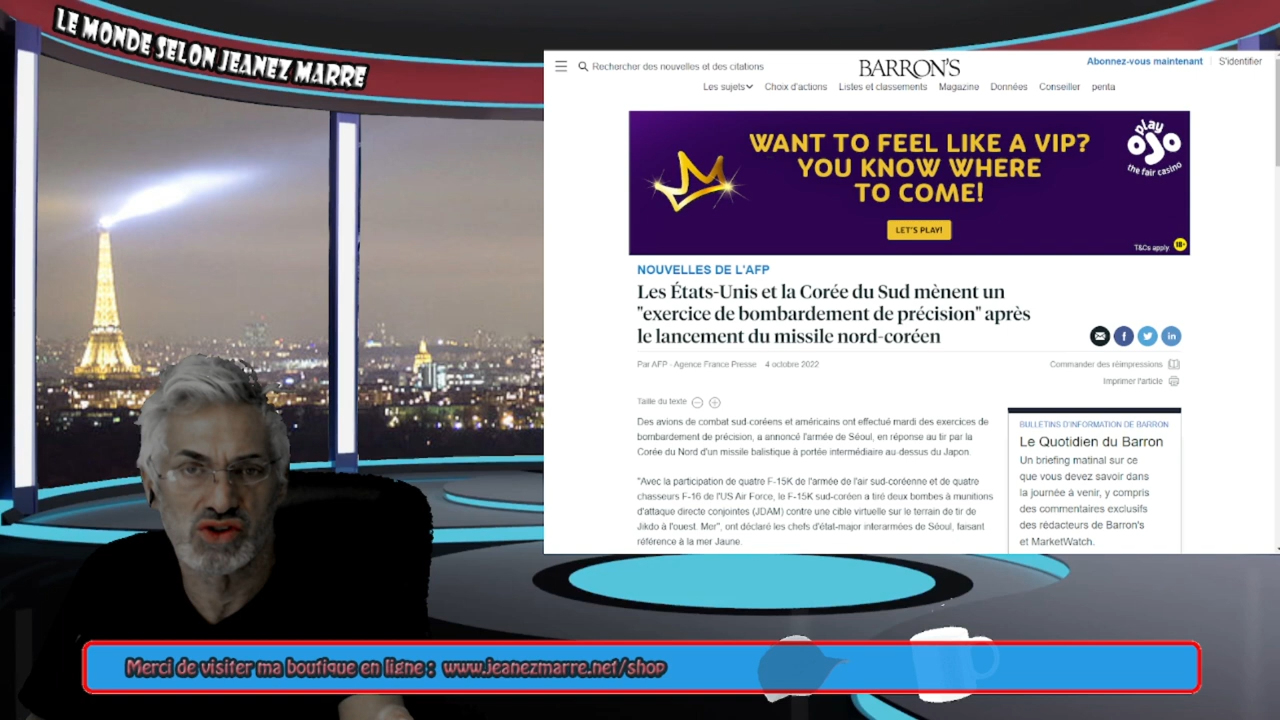 LE MONDE SELON JEANEZ MARRE
Rechercher des nouvelles et des citations
BARRON'S
Abonnez-vous maintenant
S'identifier
Les sujets
Choix d'actions
Listes et classements
Magazine
Données
Conseiller
penta
WANT TO FEEL LIKE A VIP?
YOU KNOW WHERE
TO COME!
LET'S PLAY!
play
OJO
the fair casino
T&Cs apply
18+
NOUVELLES DE L'AFP
Les États-Unis et la Corée du Sud mènent un
"exercice de bombardement de précision" après
le lancement du missile nord-coréen
Par AFP - Agence France Presse
4 octobre 2022
Commander des réimpressions
Imprimer l'article
Taille du texte
Des avions de combat sud-coréens et américains ont effectué mardi des exercices de
bombardement de précision, a annoncé l'armée de Séoul, en réponse au tir par la
Corée du Nord d'un missile balistique à portée intermédiaire au-dessus du Japon.
"Avec la participation de quatre F-15K de l'armée de l'air sud-coréenne et de quatre
chasseurs F-16 de l'US Air Force, le F-15K sud-coréen a tiré deux bombes à munitions
d'attaque directe conjointes (JDAM) contre une cible virtuelle sur le terrain de tir de
Jikdo à l'ouest. Mer", ont déclaré les chefs d'état-major interarmées de Séoul, faisant
référence à la mer Jaune.
BULLETINS D'INFORMATION DE BARRON
Le Quotidien du Barron
Un briefing matinal sur ce
que vous devez savoir dans
la journée à venir, y compris
des commentaires exclusifs
des rédacteurs de Barron's
et MarketWatch.
Merci de visiter ma boutique en ligne : www.jeanezmarre.net/shop